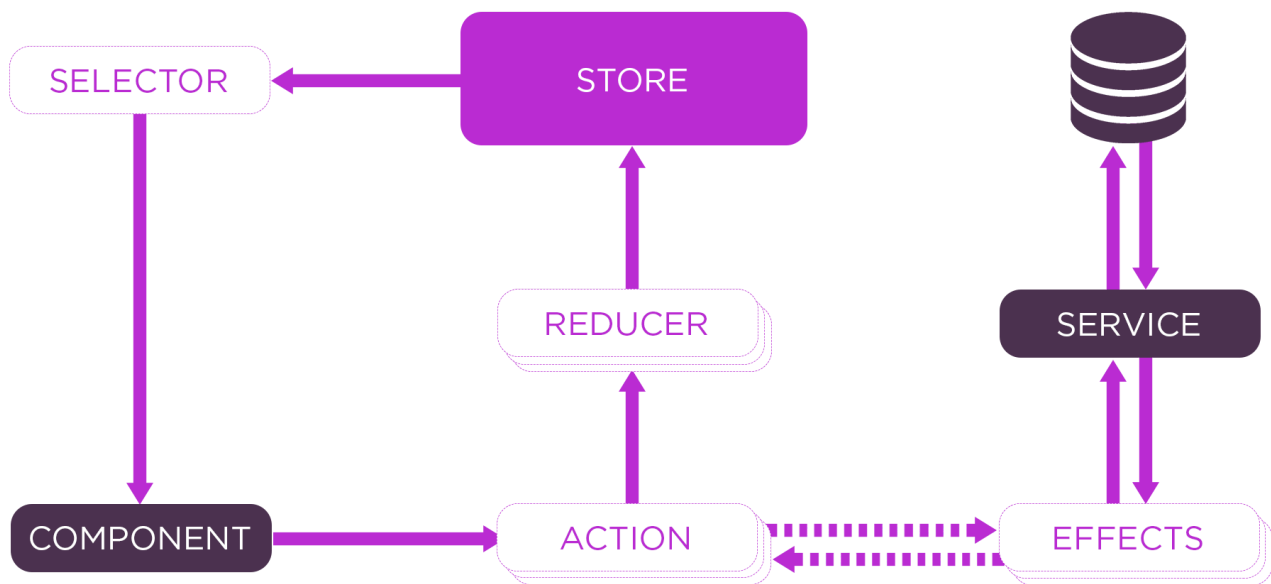 SELECTOR
STORE
REDUCER
SERVICE
COMPONENT
ACTION
EFFECTS